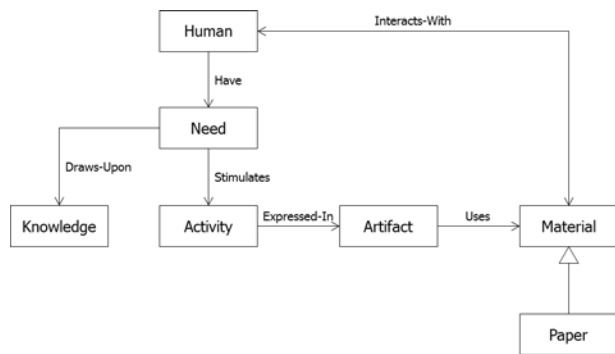 Human
Interacts-With
Have
Need
Draws-Upon
Stimulates
Knowledge
Activity
Expressed-In
Artifact
Uses
Material
Paper